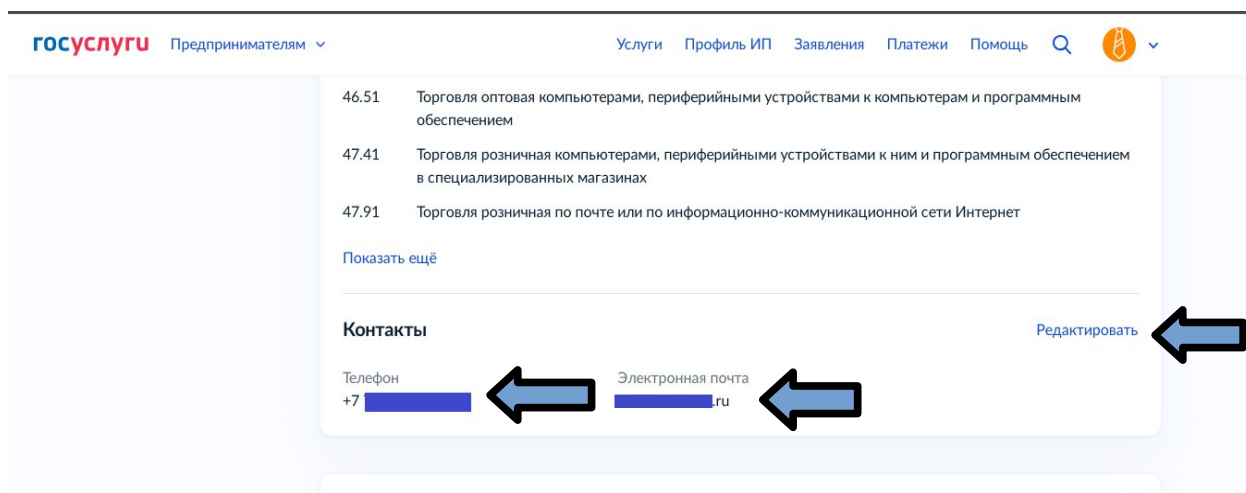 госуслуги Предпринимателям Услуги Профиль ИП Заявления Платежи Помощь
46.51 Торговля оптовая компьютерами, периферийными устройствами к компьютерам и программным
обеспечением
47.41 Торговля розничная компьютерами, периферийными устройствами к ним и программным обеспечением
в специализированных магазинах
47.91 Торговля розничная по почте или по информационно-коммуникационной сети Интернет
Показать ещё
Контакты Редактировать
Телефон Электронная почта
+7 .ru